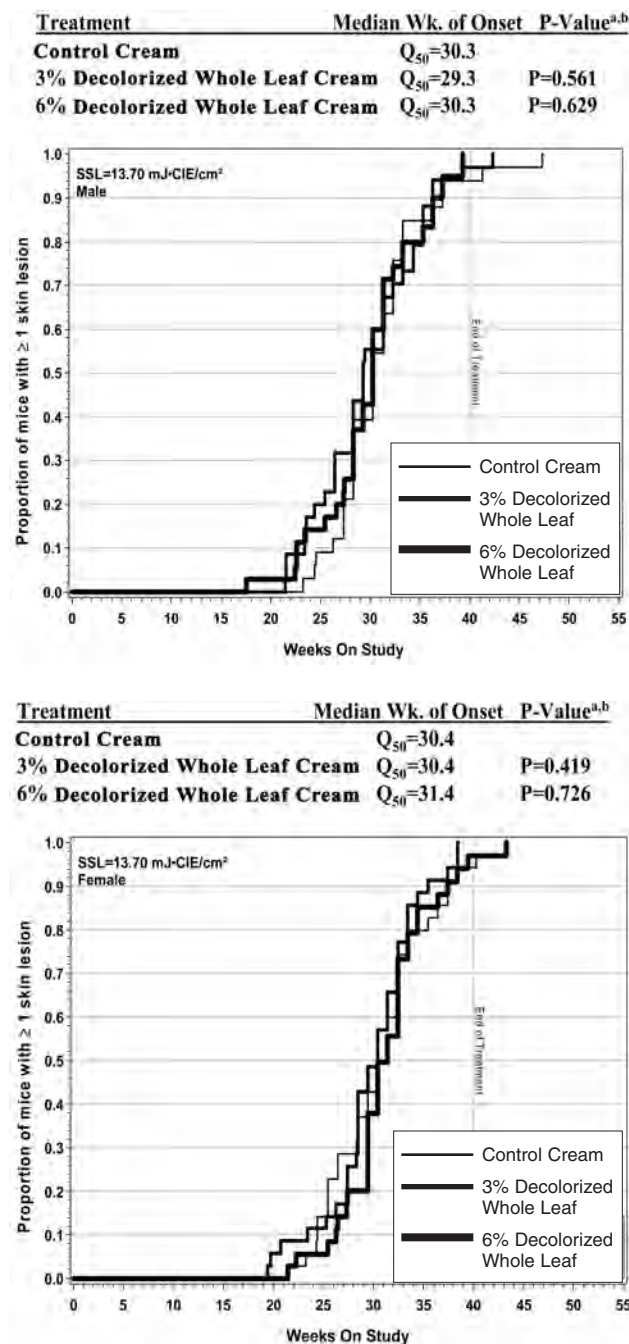 Treatment Median Wk. of Onset P-Valueᵃ,ᵇ
Control Cream Q₅₀=30.3
3% Decolorized Whole Leaf Cream Q₅₀=29.3 P=0.561
6% Decolorized Whole Leaf Cream Q₅₀=30.3 P=0.629
1.0
SSL=13.70 mJ•CIE/cm²
Male
0.9
0.8
0.7
0.6
0.5
0.4
0.3
0.2
0.1
0.0
Proportion of mice with ≥ 1 skin lesion
End of Treatment
Control Cream
3% Decolorized
Whole Leaf
6% Decolorized
Whole Leaf
0 5 10 15 20 25 30 35 40 45 50 55
Weeks On Study
Treatment Median Wk. of Onset P-Valueᵃ,ᵇ
Control Cream Q₅₀=30.4
3% Decolorized Whole Leaf Cream Q₅₀=30.4 P=0.419
6% Decolorized Whole Leaf Cream Q₅₀=31.4 P=0.726
1.0
SSL=13.70 mJ•CIE/cm²
Female
0.9
0.8
0.7
0.6
0.5
0.4
0.3
0.2
0.1
0.0
Proportion of mice with ≥ 1 skin lesion
End of Treatment
Control Cream
3% Decolorized
Whole Leaf
6% Decolorized
Whole Leaf
0 5 10 15 20 25 30 35 40 45 50 55
Weeks On Study